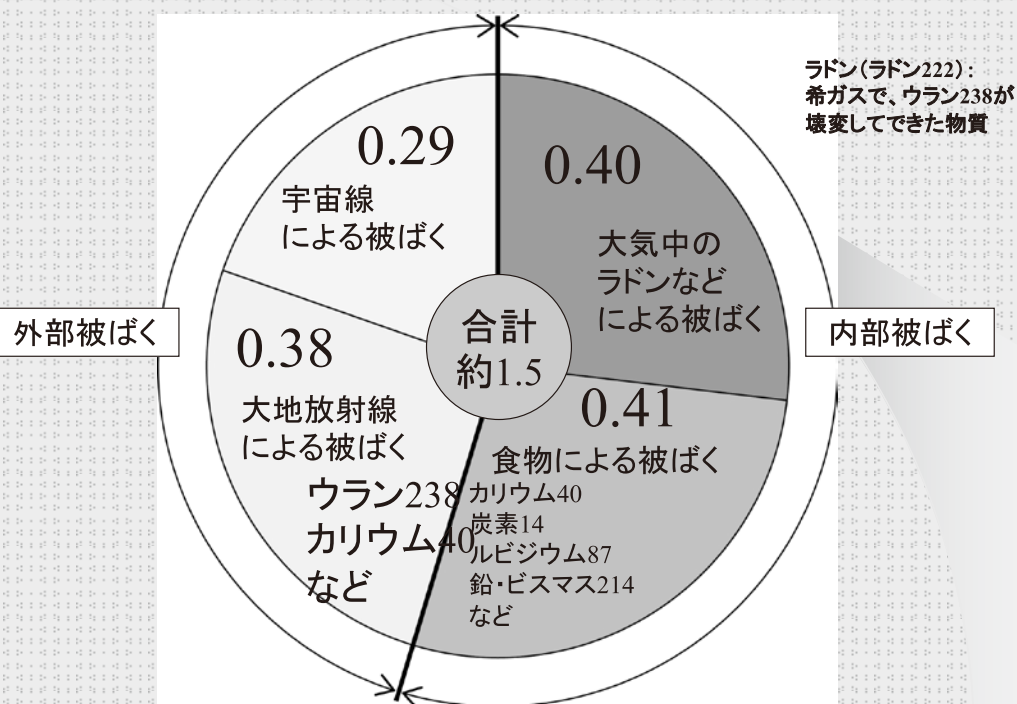 ラドン(ラドン222):
希ガスで、ウラン238が
壊変してできた物質
0.29
宇宙線
による被ばく
0.40
大気中の
ラドンなど
による被ばく
外部被ばく
合計
約1.5
内部被ばく
0.38
大地放射線
による被ばく
ウラン238
カリウム40
など
0.41
食物による被ばく
カリウム40
炭素14
ルビジウム87
鉛・ビスマス214
など